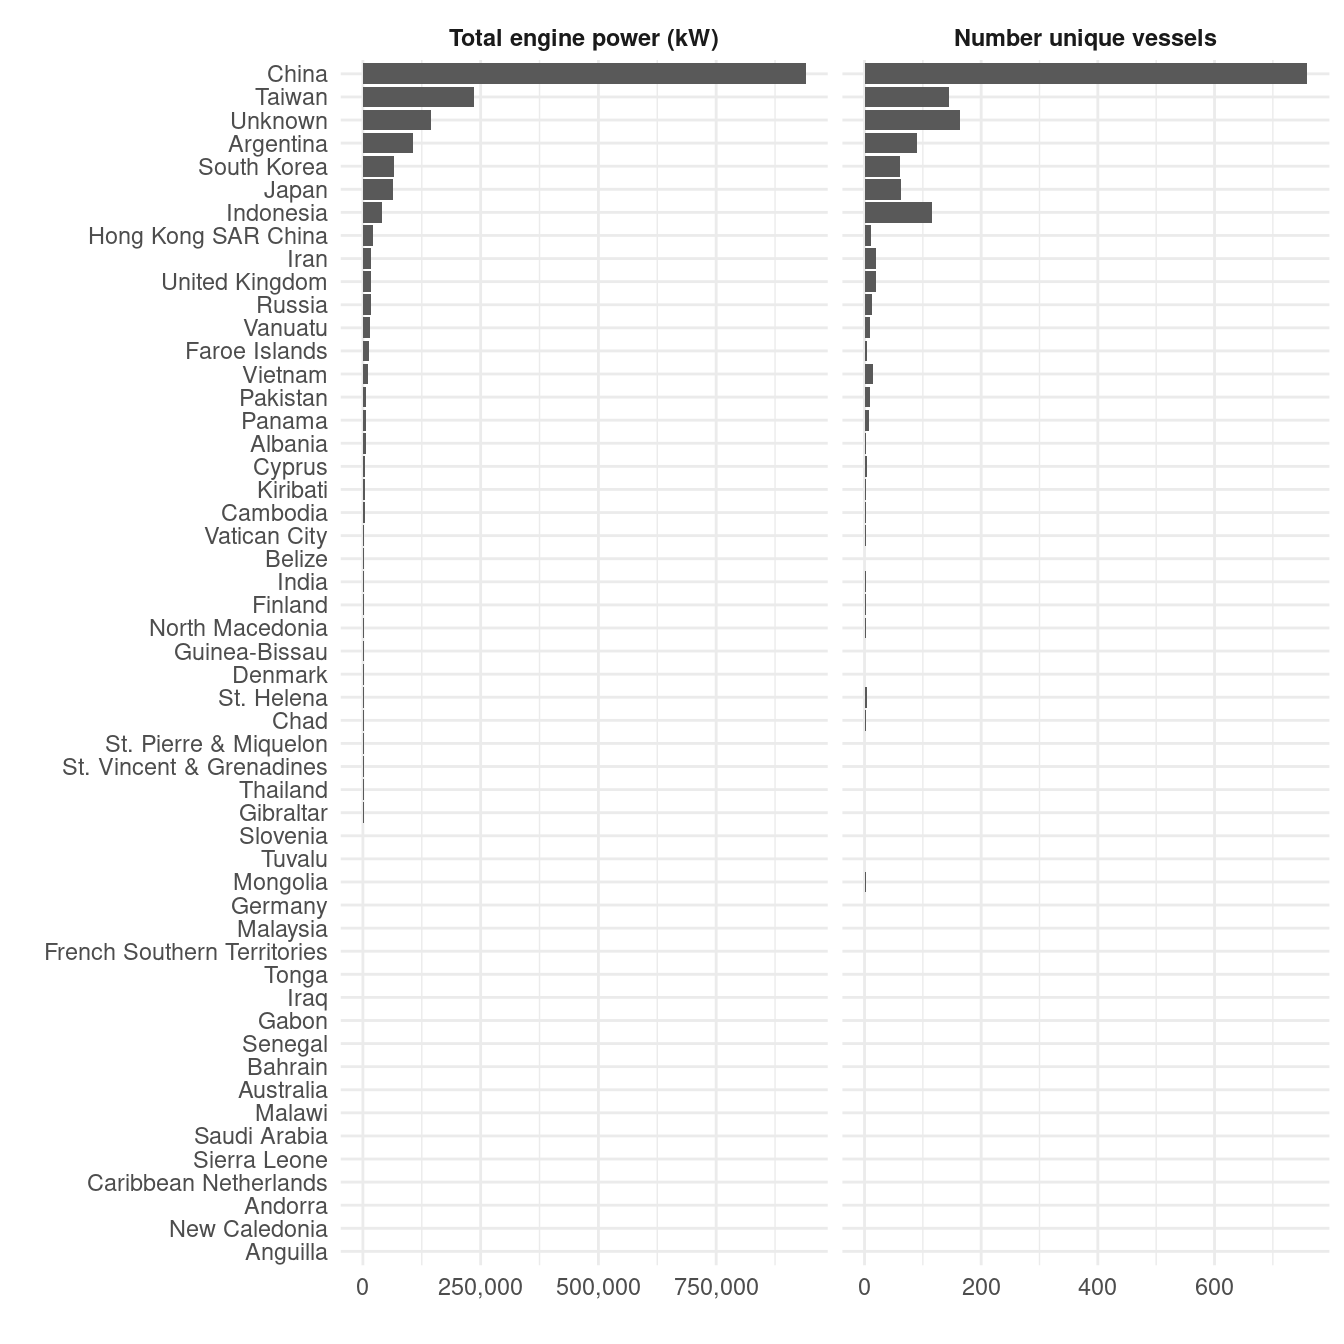 Total engine power (kW)
Number unique vessels
China
Taiwan
Unknown
Argentina
South Korea
Japan
Indonesia
Hong Kong SAR China
Iran
United Kingdom
Russia
Vanuatu
Faroe Islands
Vietnam
Pakistan
Panama
Albania
Cyprus
Kiribati
Cambodia
Vatican City
Belize
India
Finland
North Macedonia
Guinea-Bissau
Denmark
St. Helena
Chad
St. Pierre & Miquelon
St. Vincent & Grenadines
Thailand
Gibraltar
Slovenia
Tuvalu
Mongolia
Germany
Malaysia
French Southern Territories
Tonga
Iraq
Gabon
Senegal
Bahrain
Australia
Malawi
Saudi Arabia
Sierra Leone
Caribbean Netherlands
Andorra
New Caledonia
Anguilla
0 250,000 500,000 750,000
0 200 400 600